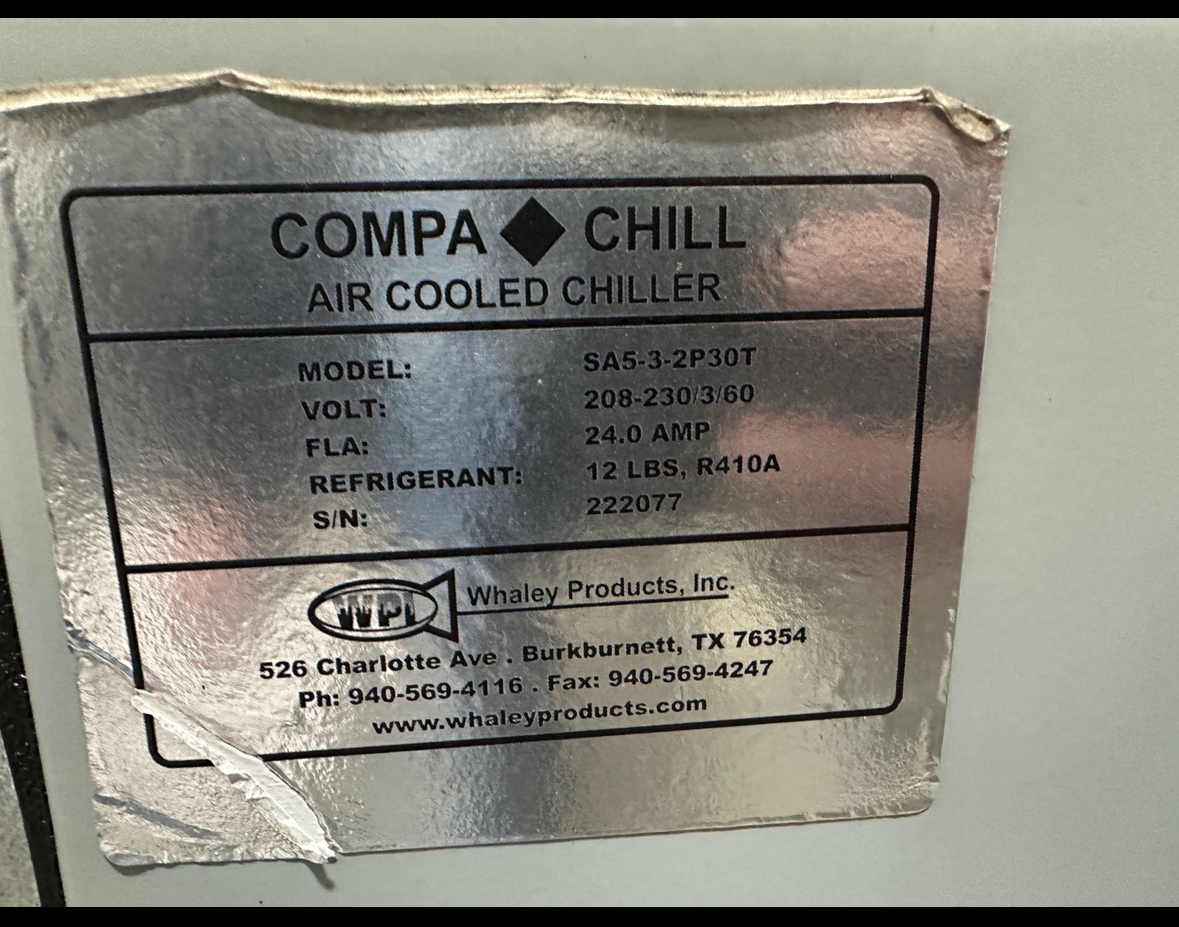 COMPA ◆ CHILL
AIR COOLED CHILLER
MODEL: SA5-3-2P30T
VOLT: 208-230/3/60
FLA: 24.0 AMP
REFRIGERANT: 12 LBS, R410A
S/N: 222077
WPI Whaley Products, Inc.
526 Charlotte Ave . Burkburnett, TX 76354
Ph: 940-569-4116 . Fax: 940-569-4247
www.whaleyproducts.com